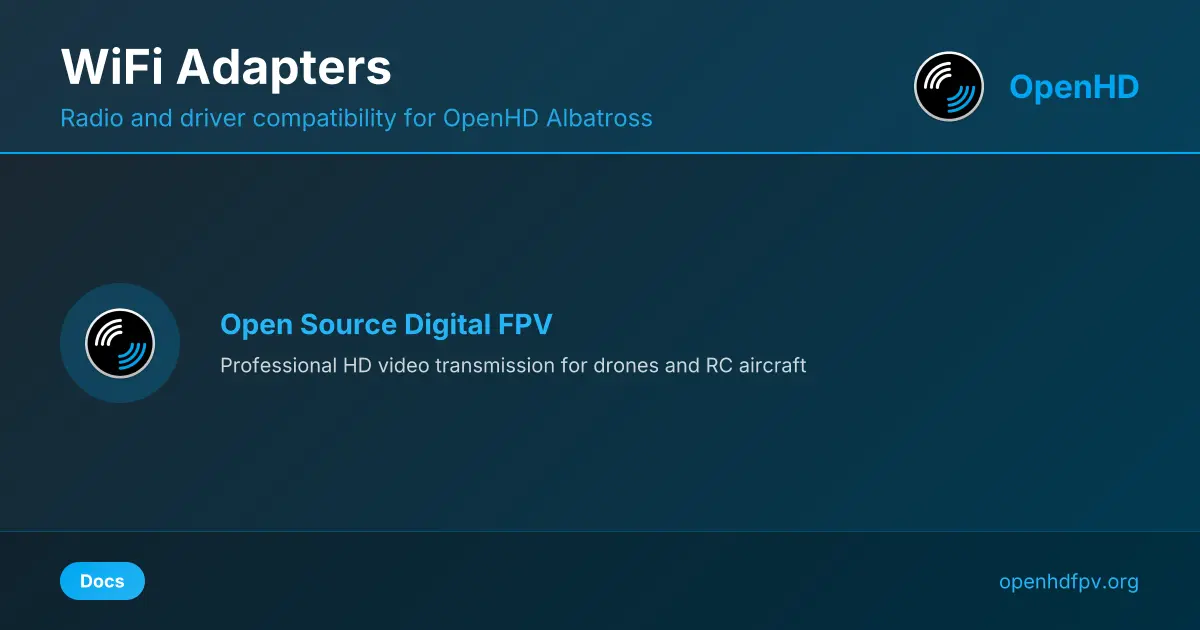 WiFi Adapters
Radio and driver compatibility for OpenHD Albatross
OpenHD
Open Source Digital FPV
Professional HD video transmission for drones and RC aircraft
Docs
openhdfpv.org